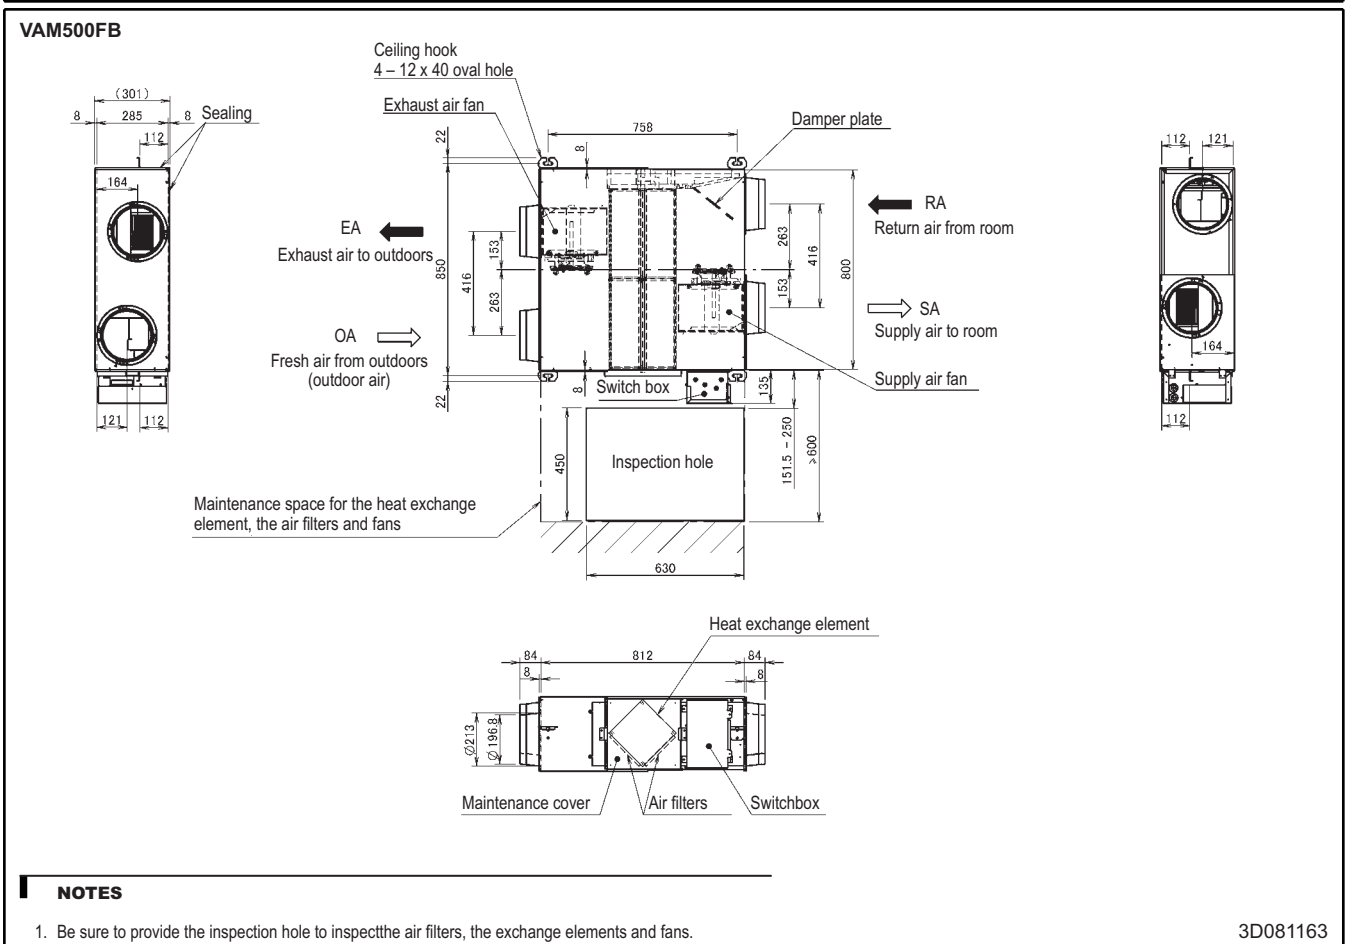 VAM500FB
Ceiling hook
4 – 12 x 40 oval hole
Exhaust air fan
Damper plate
Sealing
(301)
8
285
8
112
164
121
112
EA
Exhaust air to outdoors
OA
Fresh air from outdoors
(outdoor air)
22
850
22
416
153
263
758
8
8
RA
Return air from room
SA
Supply air to room
Supply air fan
263
153
416
800
135
151.5 – 250
≥600
Switch box
Inspection hole
450
630
Maintenance space for the heat exchange
element, the air filters and fans
112
121
164
112
Heat exchange element
84
812
84
8
8
Ø213
Ø196.8
Maintenance cover
Air filters
Switchbox
NOTES
1. Be sure to provide the inspection hole to inspectthe air filters, the exchange elements and fans.
3D081163